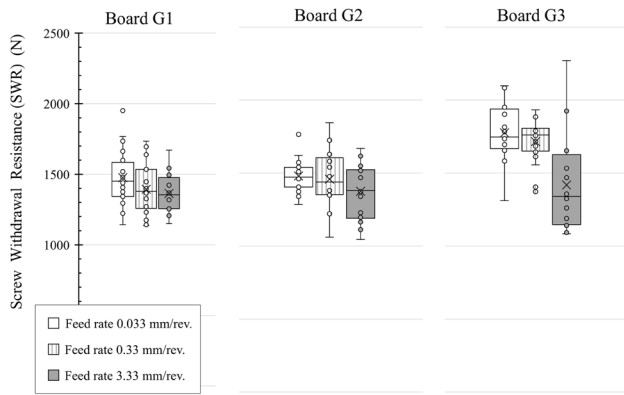 Board G1
Board G2
Board G3
Screw Withdrawal Resistance (SWR) (N)
2500
2000
1500
1000
Feed rate 0.033 mm/rev.
Feed rate 0.33 mm/rev.
Feed rate 3.33 mm/rev.